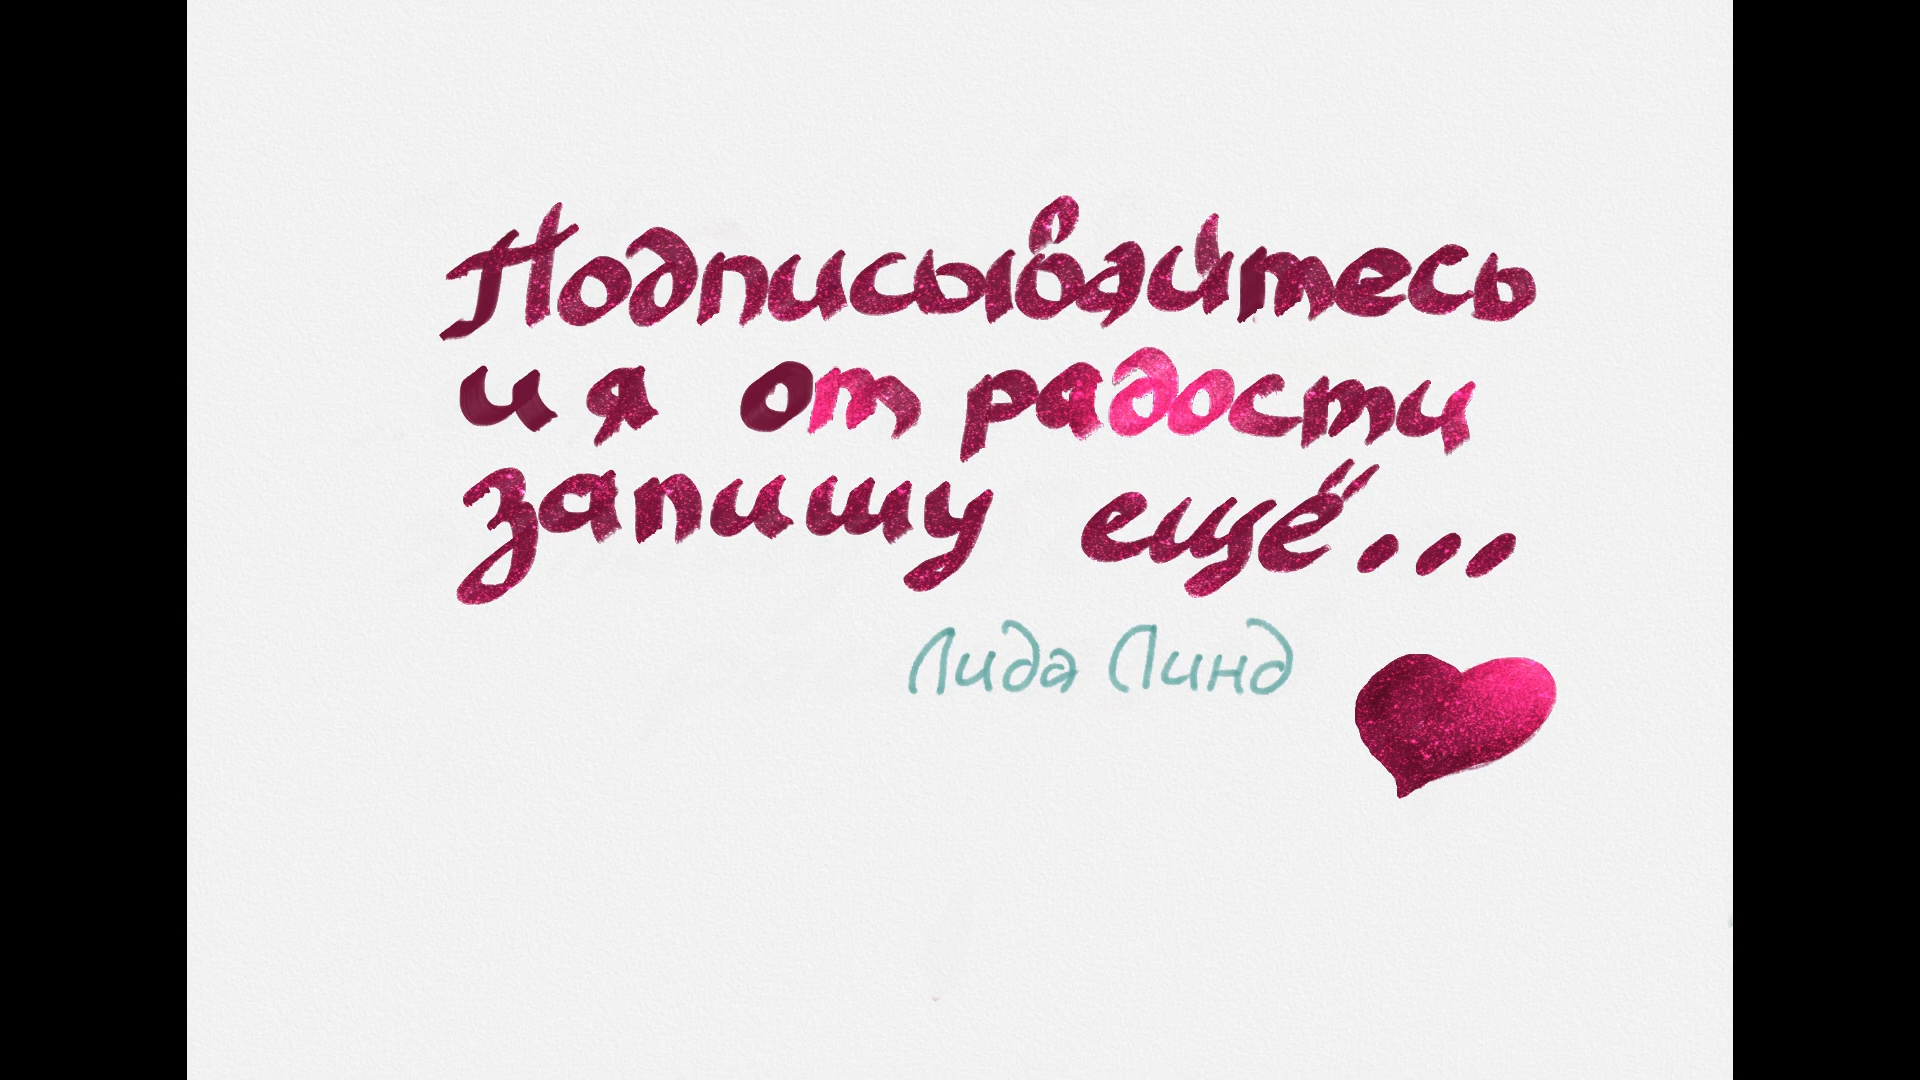 Подписывайтесь
и я от радости
запишу ещё...
Лида Линд